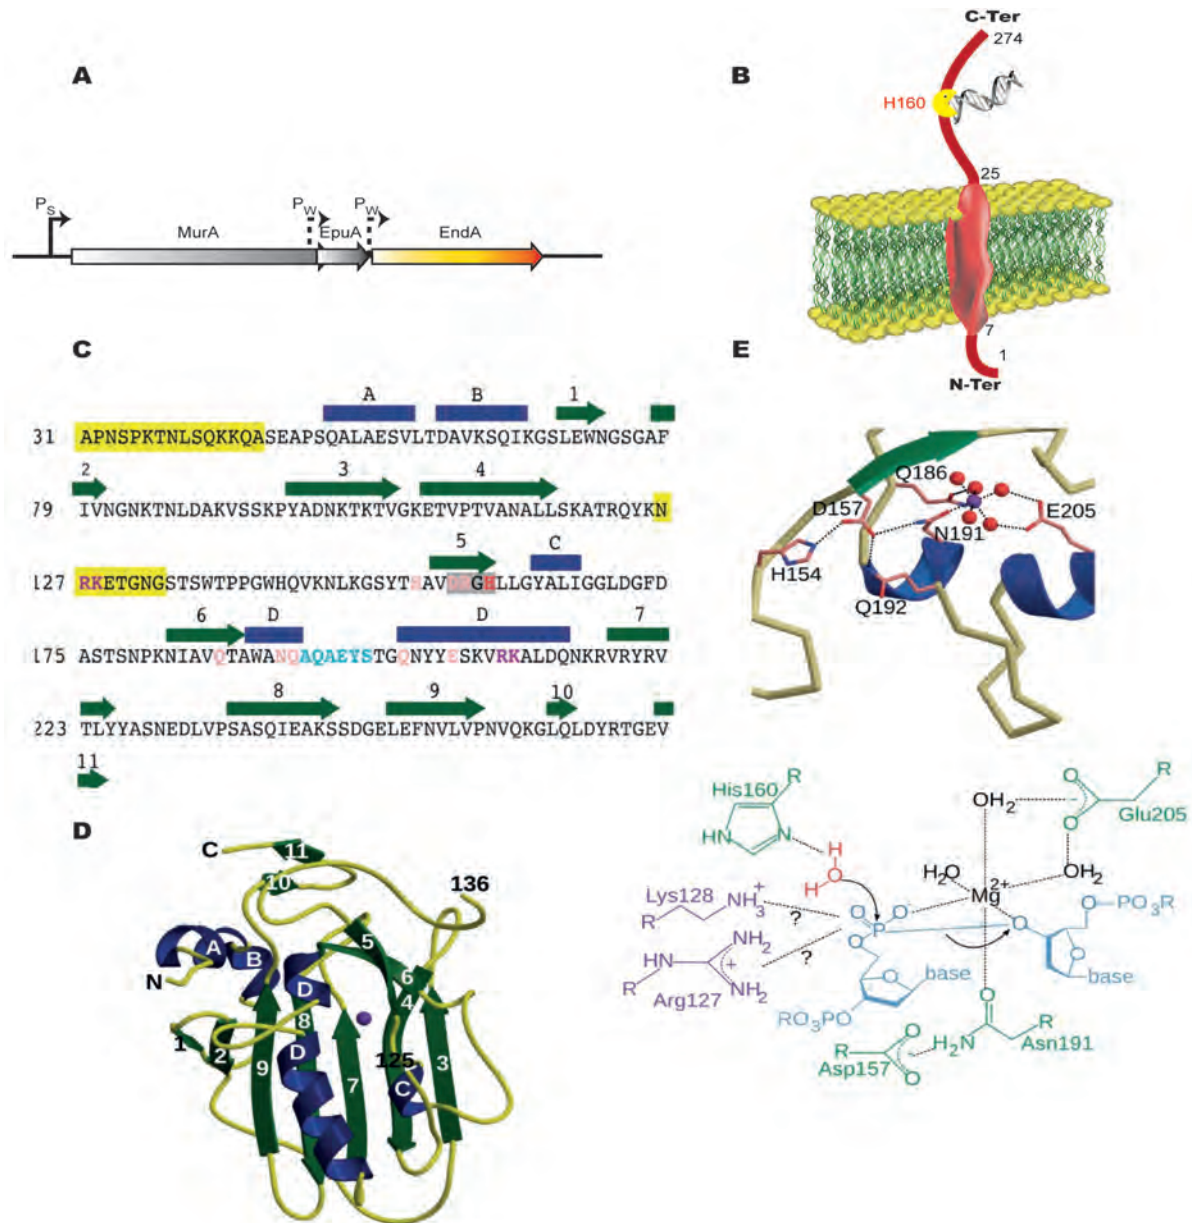 A
P_S
P_W
P_W
MurA
EpuA
EndA
B
C-Ter
274
H160
25
7
1
N-Ter
C
A B 1
31 APNSPKTNLSQKKQASEAPSQALAESVLTDAVKSQIKGSLEWNGSGAF
2 3 4
79 IVNGNKTNLDAKVSSKPYADNKTKTVGKETVPTVANALLSKATRQYKN
5 C
127 RKETGNGSTSWTPPGWHQVKNLKGSYTHAVDRGHLLGYALIGGLDGFD
6 D D 7
175 ASTSNPKNIAVQTAWANQAQAEYSTGQNYYESKVRKALDQNKRVRYRV
8 9 10
223 TLYYASNEDLVPSASQIEAKSSDGELEFNVLVPNVQKGLQLDYRTGEV
11
D
C
11
10
136
A
B
5
N
D
6
4
8
1
2
D
125
9
7
C
3
E
Q186
D157
E205
N191
H154
Q192
His160
R
HN
N
H
H
O
Lys128
NH3+
R
?
H
N
NH2
+
NH2
R
Arg127
?
O
P
O-
O
O
base
RO3PO
OH2
H2O
Mg2+
OH2
O
O
-
R
Glu205
O
O
PO3R
O
base
O
R
H2N
Asn191
R
O
O
-
Asp157